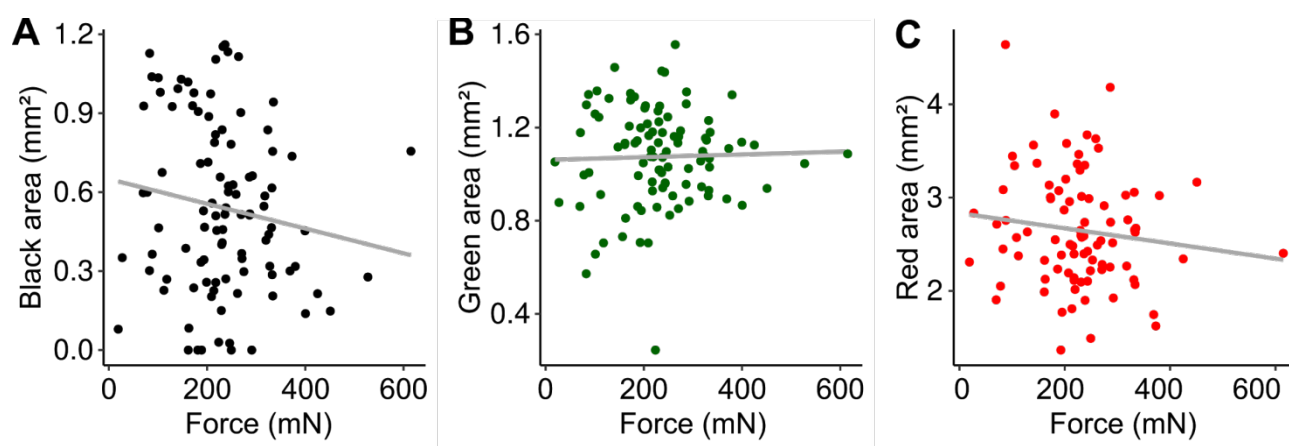 A
Black area (mm²)
1.2
0.9
0.6
0.3
0.0
0 200 400 600
Force (mN)
B
Green area (mm²)
1.6
1.2
0.8
0.4
0 200 400 600
Force (mN)
C
Red area (mm²)
4
3
2
0 200 400 600
Force (mN)